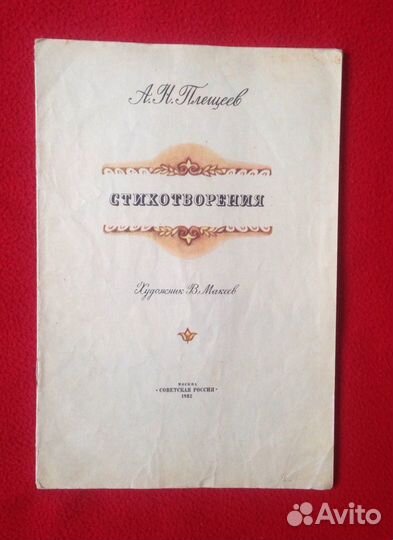 А.Н. Плещеев
СТИХОТВОРЕНИЯ
Художник В. Макеев
МОСКВА
«СОВЕТСКАЯ РОССИЯ»
1982
Avito